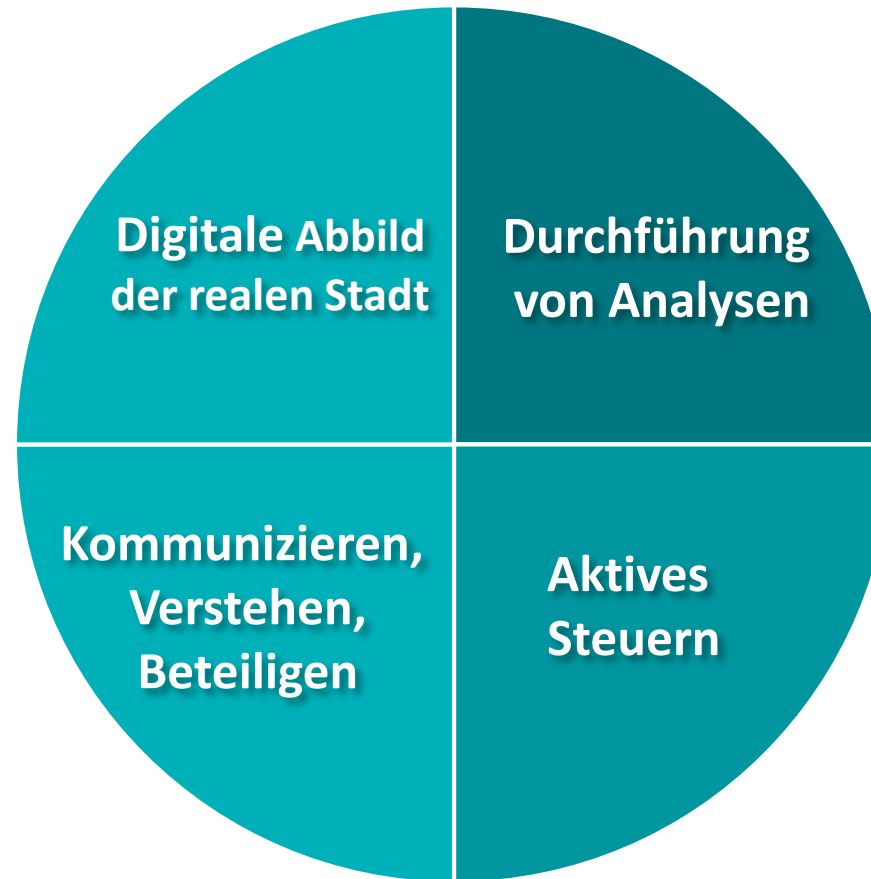 Digitale Abbild
der realen Stadt
Durchführung
von Analysen
Kommunizieren,
Verstehen,
Beteiligen
Aktives
Steuern